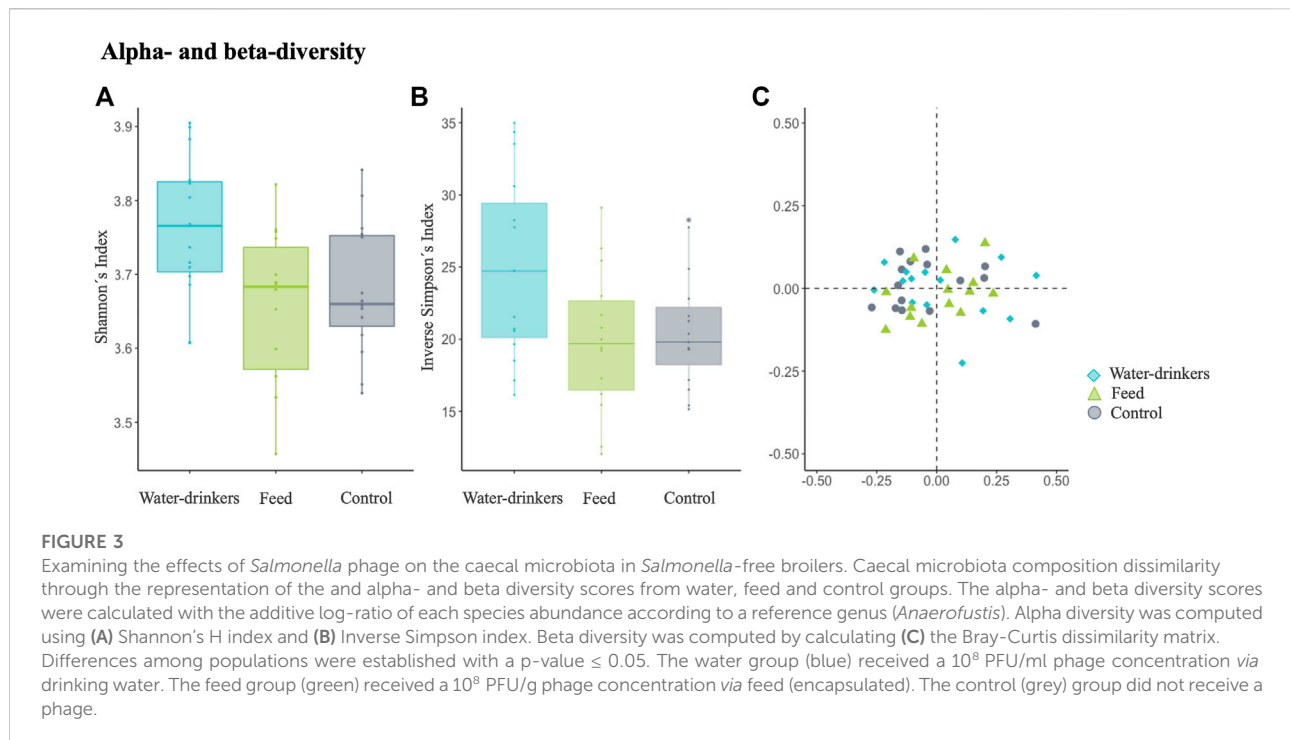 Alpha- and beta-diversity
A
B
C
3.9
3.8
3.7
3.6
3.5
Shannon´s Index
Water-drinkers
Feed
Control
35
30
25
20
15
Inverse Simpson´s Index
Water-drinkers
Feed
Control
0.50
0.25
0.00
-0.25
-0.50
-0.50
-0.25
0.00
0.25
0.50
Water-drinkers
Feed
Control
FIGURE 3
Examining the effects of Salmonella phage on the caecal microbiota in Salmonella-free broilers. Caecal microbiota composition dissimilarity
through the representation of the and alpha- and beta diversity scores from water, feed and control groups. The alpha- and beta diversity scores
were calculated with the additive log-ratio of each species abundance according to a reference genus (Anaerofustis). Alpha diversity was computed
using (A) Shannon's H index and (B) Inverse Simpson index. Beta diversity was computed by calculating (C) the Bray-Curtis dissimilarity matrix.
Differences among populations were established with a p-value ≤ 0.05. The water group (blue) received a 10⁸ PFU/ml phage concentration via
drinking water. The feed group (green) received a 10⁸ PFU/g phage concentration via feed (encapsulated). The control (grey) group did not receive a
phage.